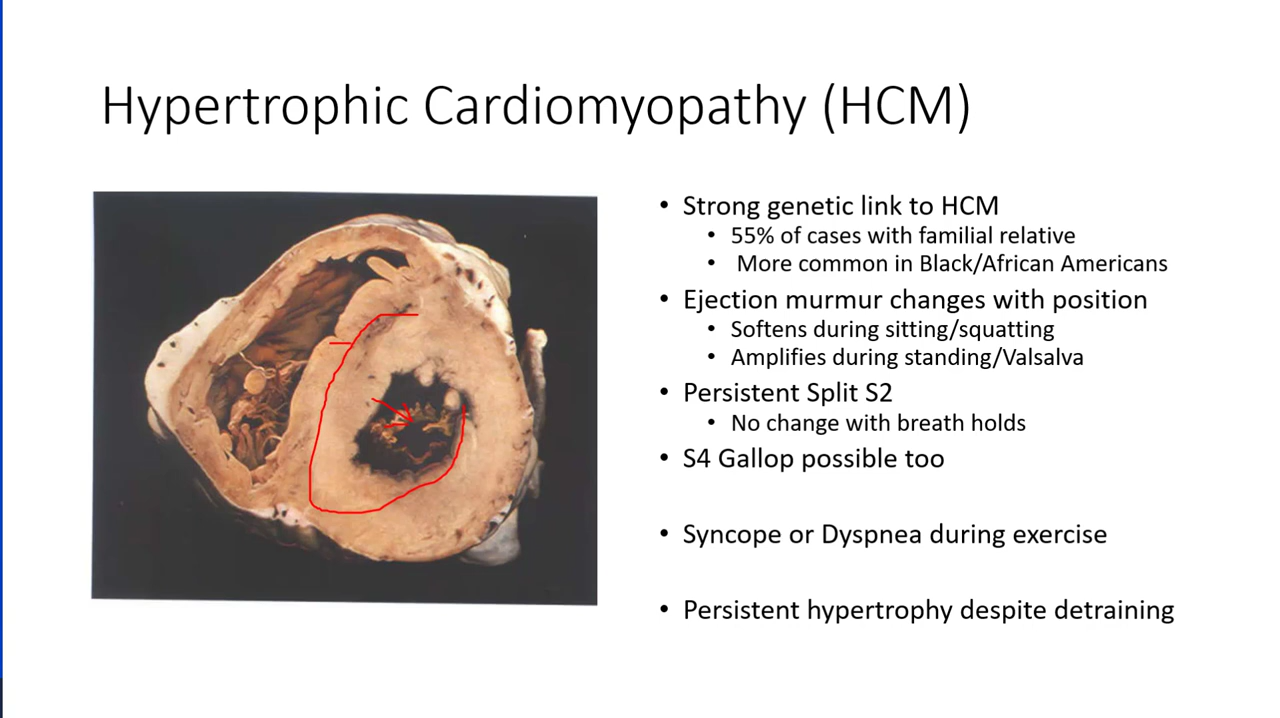 Hypertrophic Cardiomyopathy (HCM)
• Strong genetic link to HCM
• 55% of cases with familial relative
• More common in Black/African Americans
• Ejection murmur changes with position
• Softens during sitting/squatting
• Amplifies during standing/Valsalva
• Persistent Split S2
• No change with breath holds
• S4 Gallop possible too
• Syncope or Dyspnea during exercise
• Persistent hypertrophy despite detraining